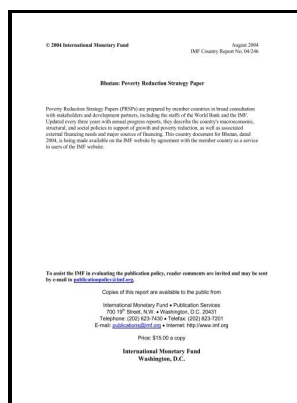 © 2004 International Monetary Fund
August 2004
IMF Country Report No. 04/246
Bhutan: Poverty Reduction Strategy Paper
Poverty Reduction Strategy Papers (PRSPs) are prepared by member countries in broad consultation
with stakeholders and development partners, including the staffs of the World Bank and the IMF.
Updated every three years with annual progress reports, they describe the country's macroeconomic,
structural, and social policies in support of growth and poverty reduction, as well as associated
external financing needs and major sources of financing. This country document for Bhutan, dated
2004, is being made available on the IMF website by agreement with the member country as a service
to users of the IMF website.
To assist the IMF in evaluating the publication policy, reader comments are invited and may be sent
by e-mail to publicationpolicy@imf.org.
Copies of this report are available to the public from
International Monetary Fund • Publication Services
700 19th Street, N.W. • Washington, D.C. 20431
Telephone: (202) 623-7430 • Telefax: (202) 623-7201
E-mail: publications@imf.org • Internet: http://www.imf.org
Price: $15.00 a copy
International Monetary Fund
Washington, D.C.